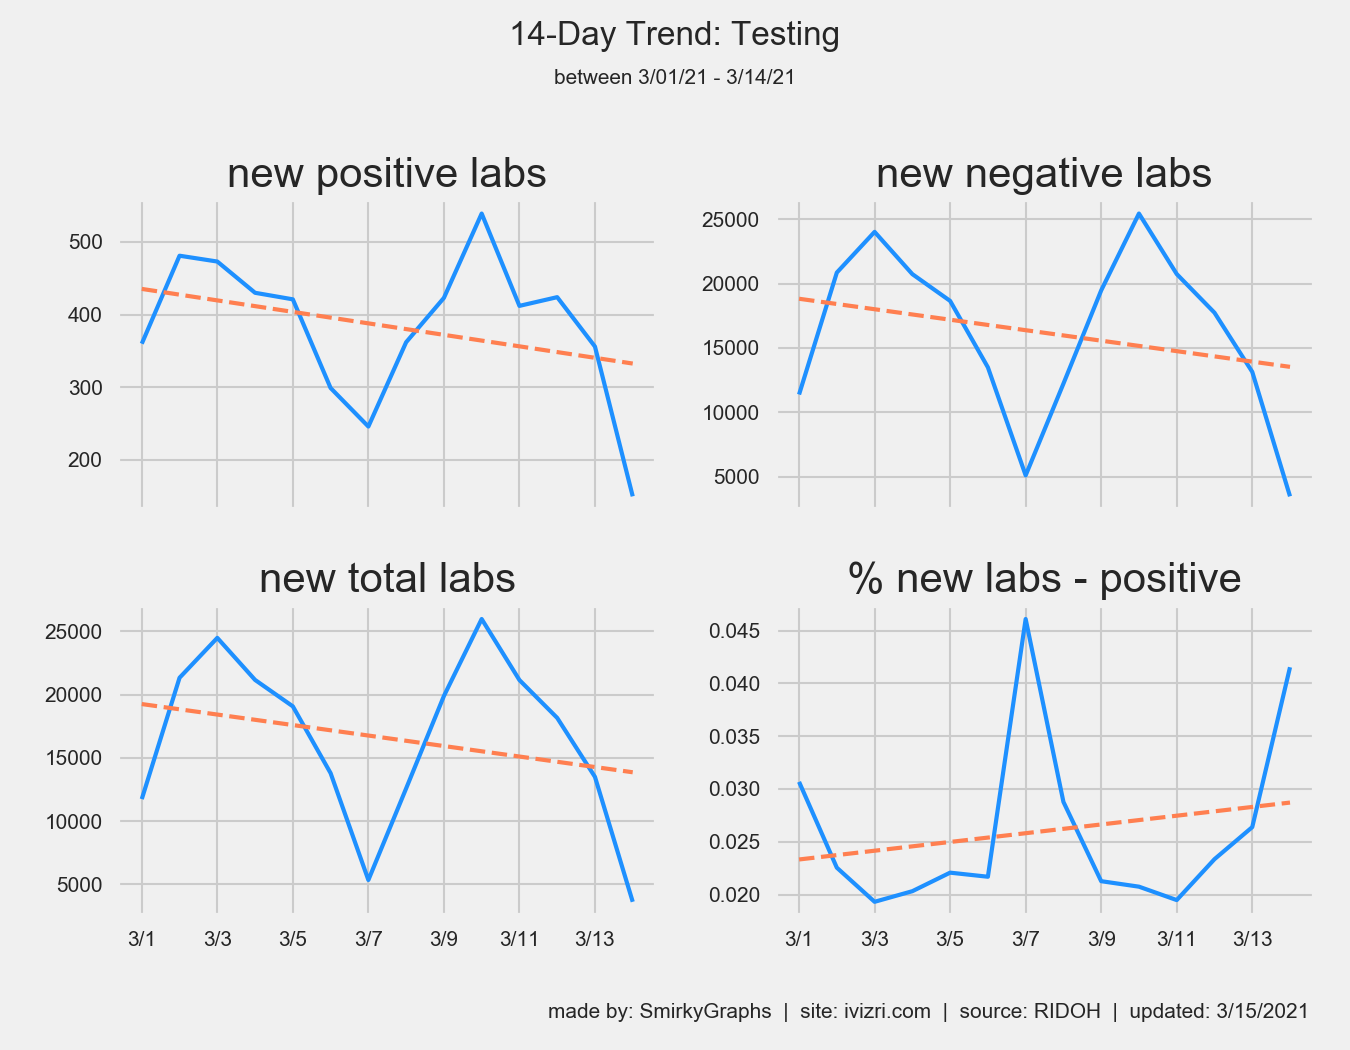 14-Day Trend: Testing
between 3/01/21 - 3/14/21
new positive labs
500
400
300
200
new negative labs
25000
20000
15000
10000
5000
new total labs
25000
20000
15000
10000
5000
3/1 3/3 3/5 3/7 3/9 3/11 3/13
% new labs - positive
0.045
0.040
0.035
0.030
0.025
0.020
3/1 3/3 3/5 3/7 3/9 3/11 3/13
made by: SmirkyGraphs | site: ivizri.com | source: RIDOH | updated: 3/15/2021